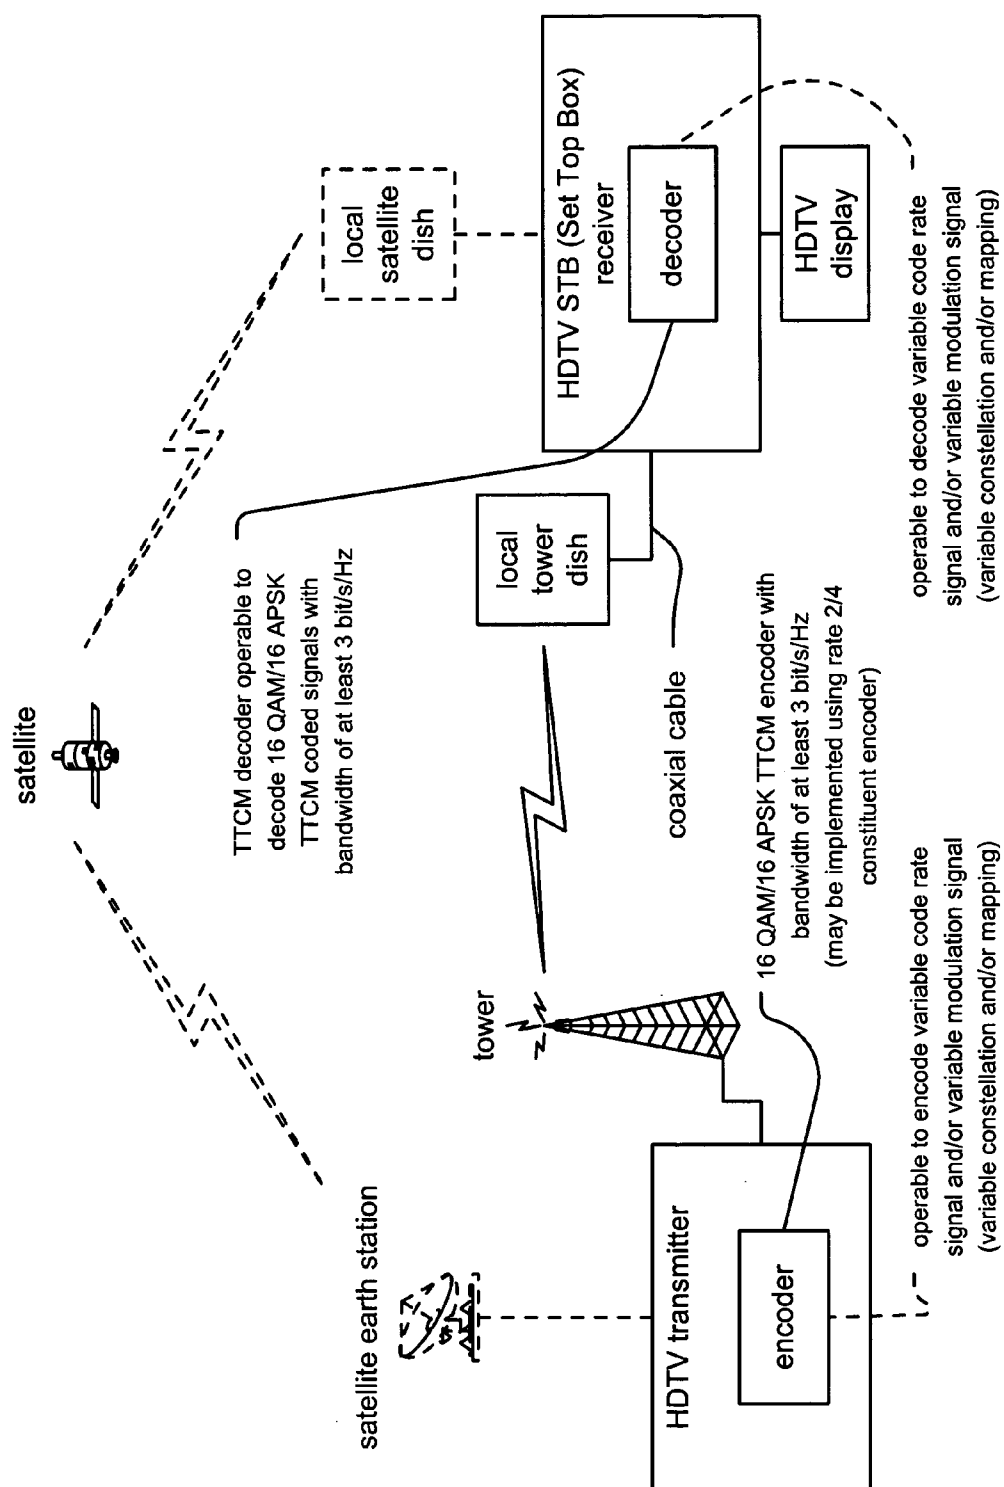 satellite
satellite earth station
local
satellite
dish
TTCM decoder operable to
decode 16 QAM/16 APSK
TTCM coded signals with
bandwidth of at least 3 bit/s/Hz
tower
local
tower
dish
HDTV STB (Set Top Box)
receiver
decoder
coaxial cable
HDTV transmitter
encoder
16 QAM/16 APSK TTCM encoder with
bandwidth of at least 3 bit/s/Hz
(may be implemented using rate 2/4
constituent encoder)
HDTV
display
operable to encode variable code rate
signal and/or variable modulation signal
(variable constellation and/or mapping)
operable to decode variable code rate
signal and/or variable modulation signal
(variable constellation and/or mapping)